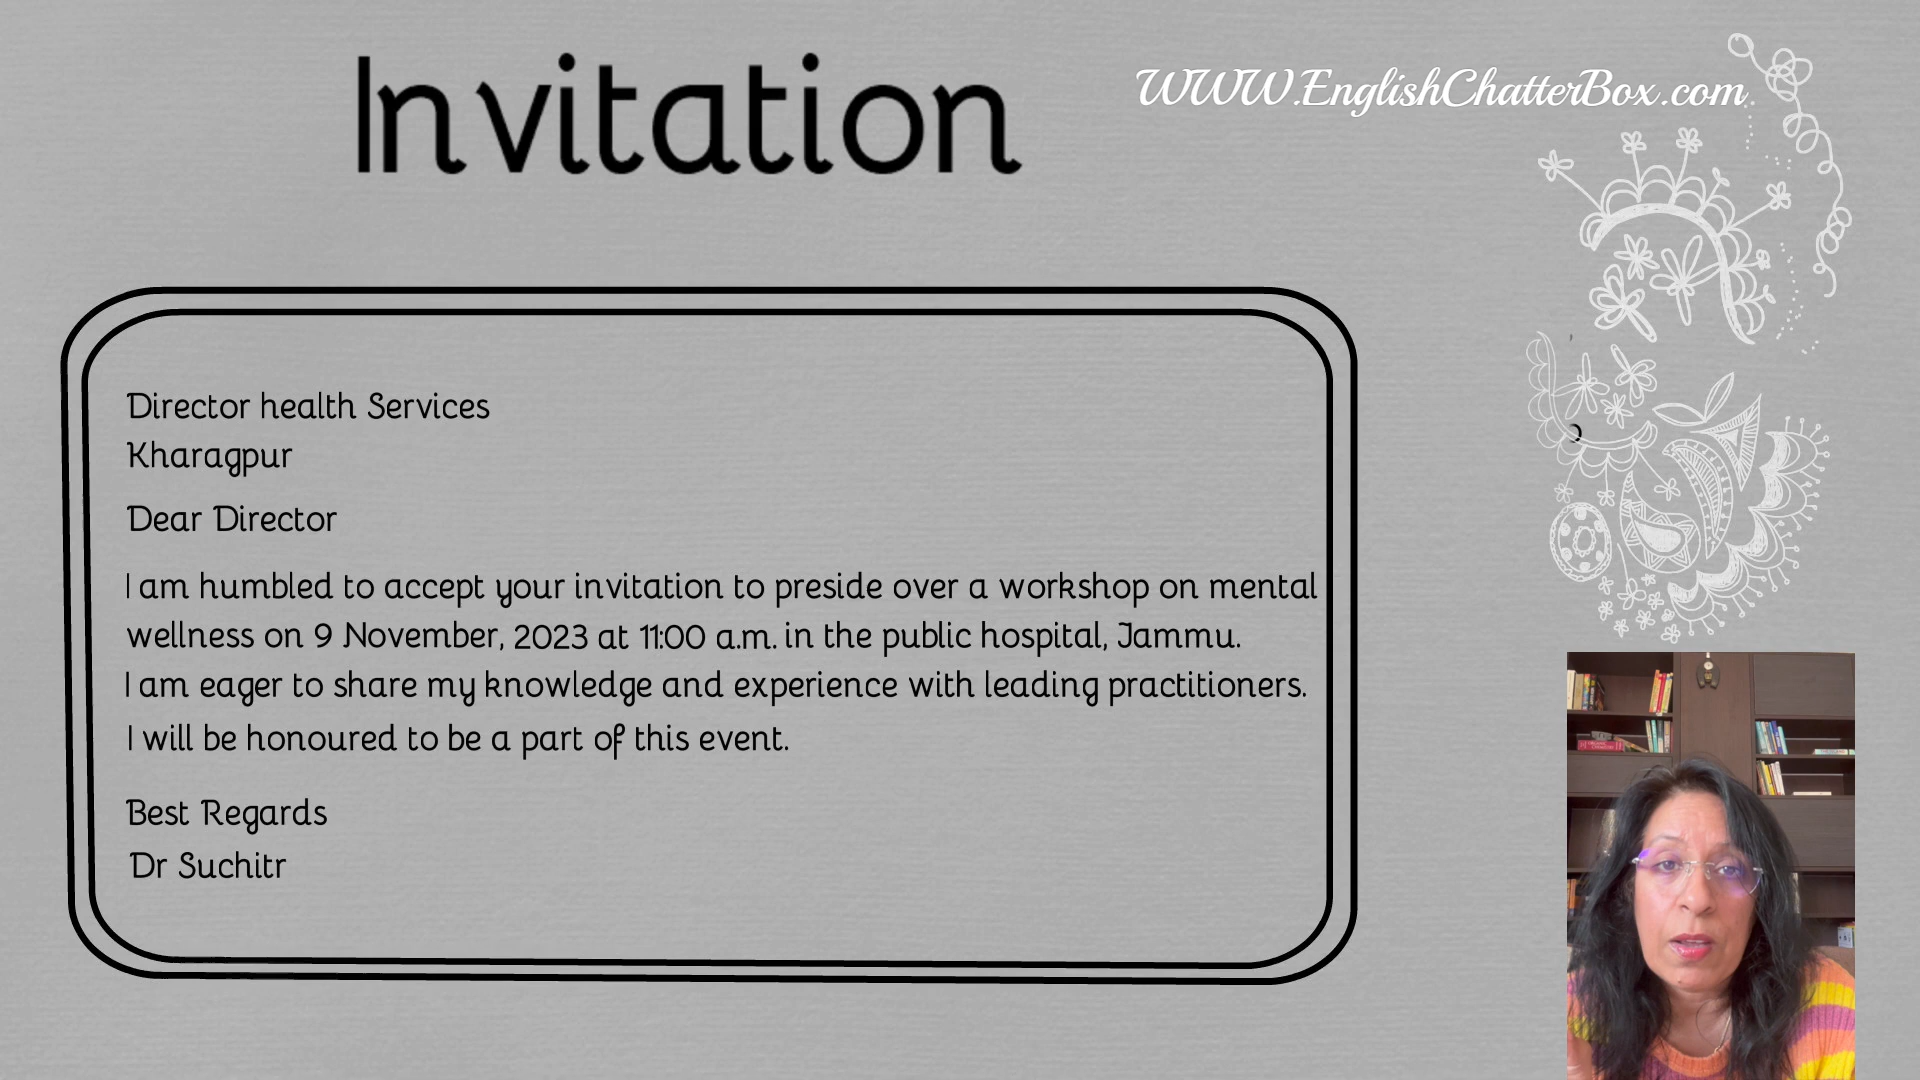 Invitation
WWW.EnglishChatterBox.com
Director health Services
Kharagpur
Dear Director
I am humbled to accept your invitation to preside over a workshop on mental
wellness on 9 November, 2023 at 11:00 a.m. in the public hospital, Jammu.
I am eager to share my knowledge and experience with leading practitioners.
I will be honoured to be a part of this event.
Best Regards
Dr Suchitr